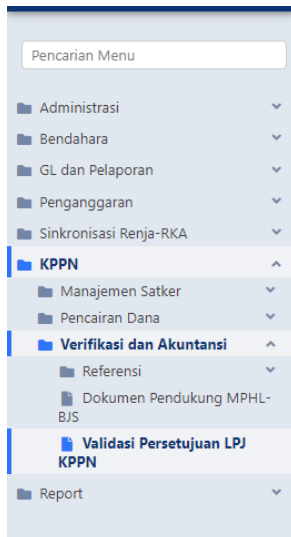 Pencarian Menu
Administrasi
Bendahara
GL dan Pelaporan
Penganggaran
Sinkronisasi Renja-RKA
KPPN
Manajemen Satker
Pencairan Dana
Verifikasi dan Akuntansi
Referensi
Dokumen Pendukung MPHL-
BJS
Validasi Persetujuan LPJ
KPPN
Report